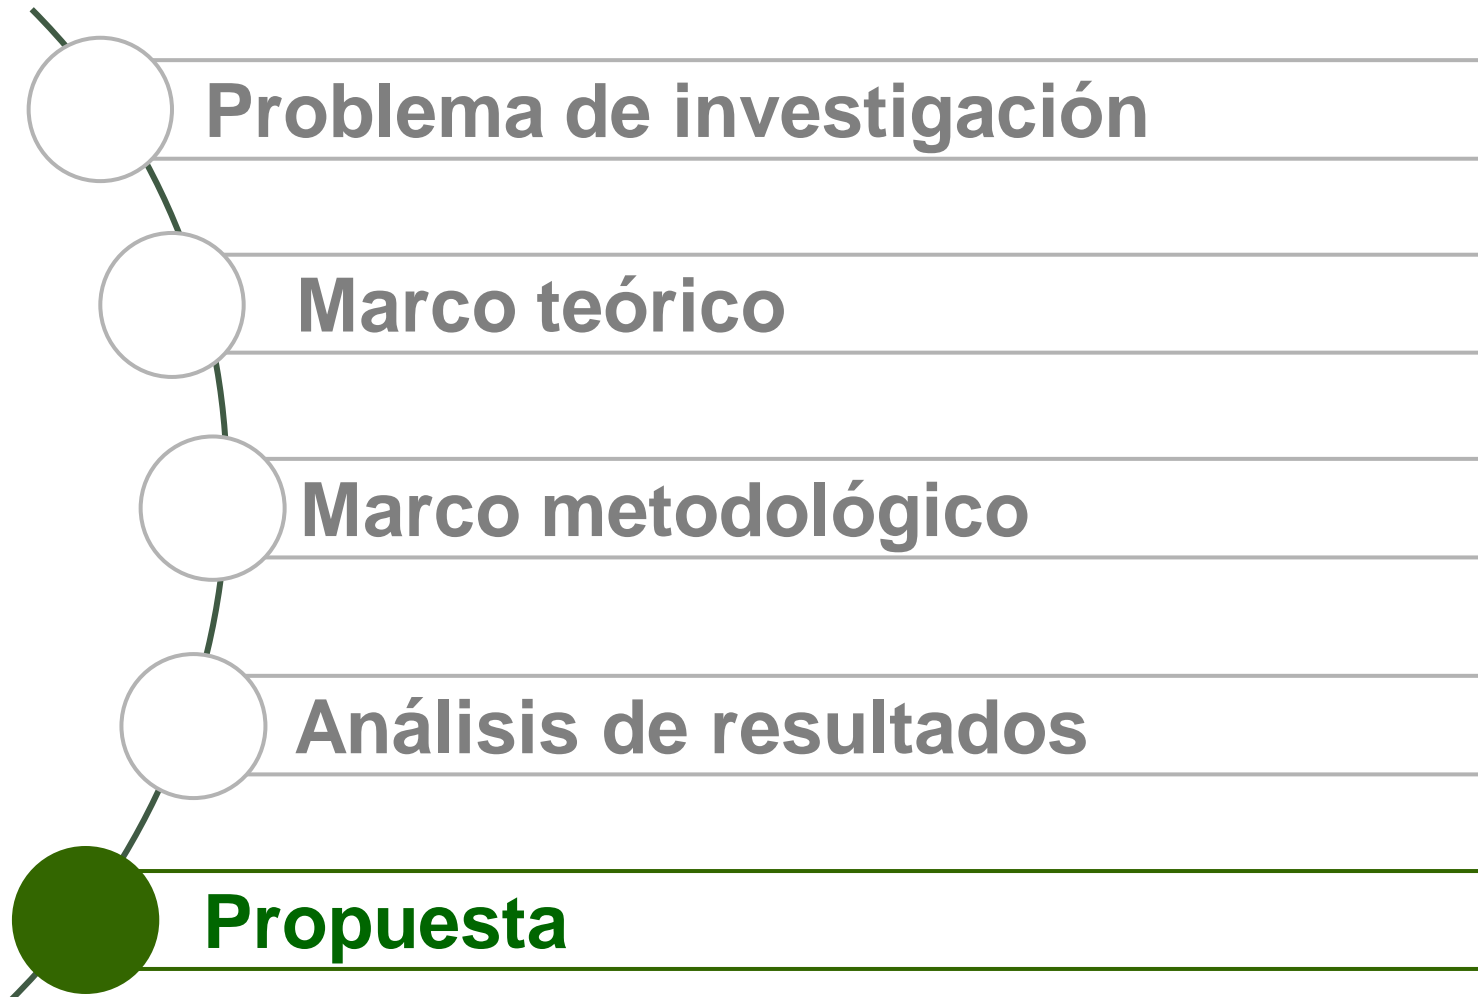 Problema de investigación
Marco teórico
Marco metodológico
Análisis de resultados
Propuesta